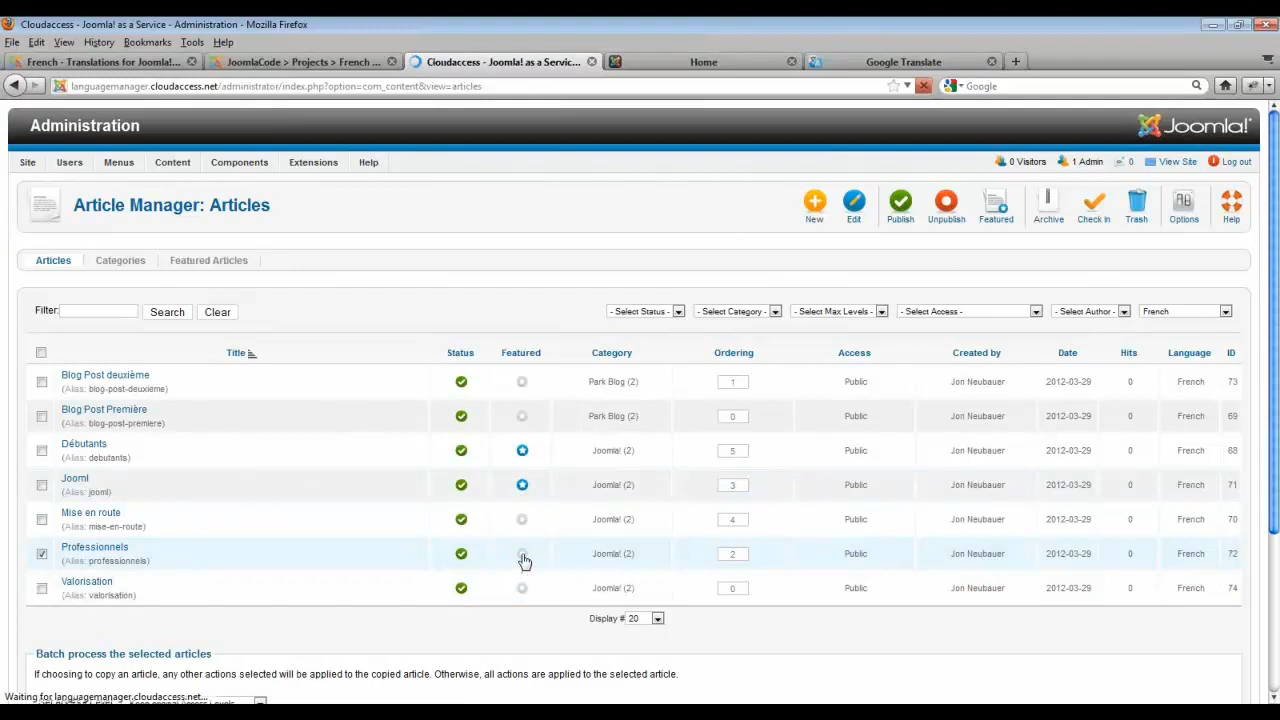 Cloudaccess - Joomla! as a Service - Administration - Mozilla Firefox
File Edit View History Bookmarks Tools Help
French - Translations for Joomla!... JoomlaCode > Projects > French ... Cloudaccess - Joomla! as a Servic... Home Google Translate
languagemanager.cloudaccess.net/administrator/index.php?option=com_content&view=articles Google
Administration Joomla!
Site Users Menus Content Components Extensions Help 0 Visitors 1 Admin 0 View Site Log out
Article Manager: Articles
New Edit Publish Unpublish Featured Archive Check In Trash Options Help
Articles Categories Featured Articles
Filter: Search Clear - Select Status - - Select Category - - Select Max Levels - - Select Access - - Select Author - French
Title Status Featured Category Ordering Access Created by Date Hits Language ID
Blog Post deuxième
(Alias: blog-post-deuxieme) Park Blog (2) 1 Public Jon Neubauer 2012-03-29 0 French 73
Blog Post Première
(Alias: blog-post-premiere) Park Blog (2) 0 Public Jon Neubauer 2012-03-29 0 French 69
Débutants
(Alias: debutants) Joomla! (2) 5 Public Jon Neubauer 2012-03-29 0 French 68
Jooml
(Alias: jooml) Joomla! (2) 3 Public Jon Neubauer 2012-03-29 0 French 71
Mise en route
(Alias: mise-en-route) Joomla! (2) 4 Public Jon Neubauer 2012-03-29 0 French 70
Professionnels
(Alias: professionnels) Joomla! (2) 2 Public Jon Neubauer 2012-03-29 0 French 72
Valorisation
(Alias: valorisation) Joomla! (2) 0 Public Jon Neubauer 2012-03-29 0 French 74
Display # 20
Batch process the selected articles
If choosing to copy an article, any other actions selected will be applied to the copied article. Otherwise, all actions are applied to the selected article.
Waiting for languagemanager.cloudaccess.net...